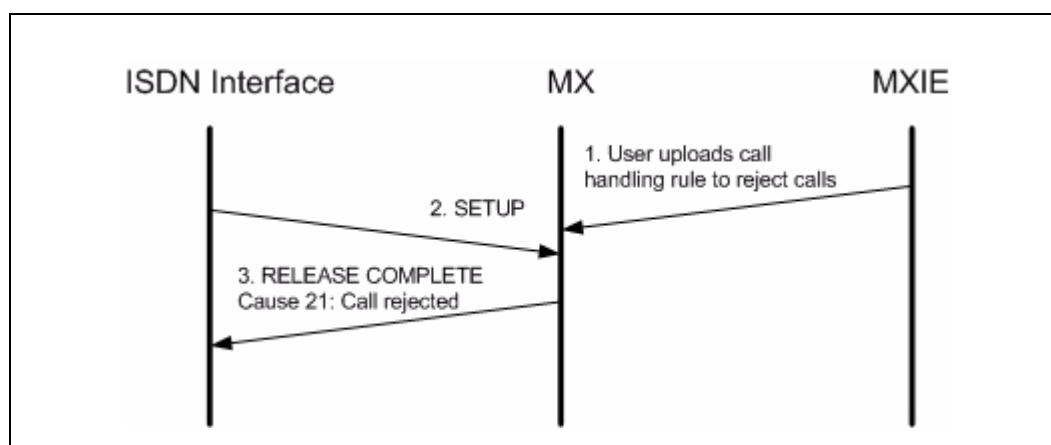 ISDN Interface
MX
MXIE
1. User uploads call
handling rule to reject calls
2. SETUP
3. RELEASE COMPLETE
Cause 21: Call rejected